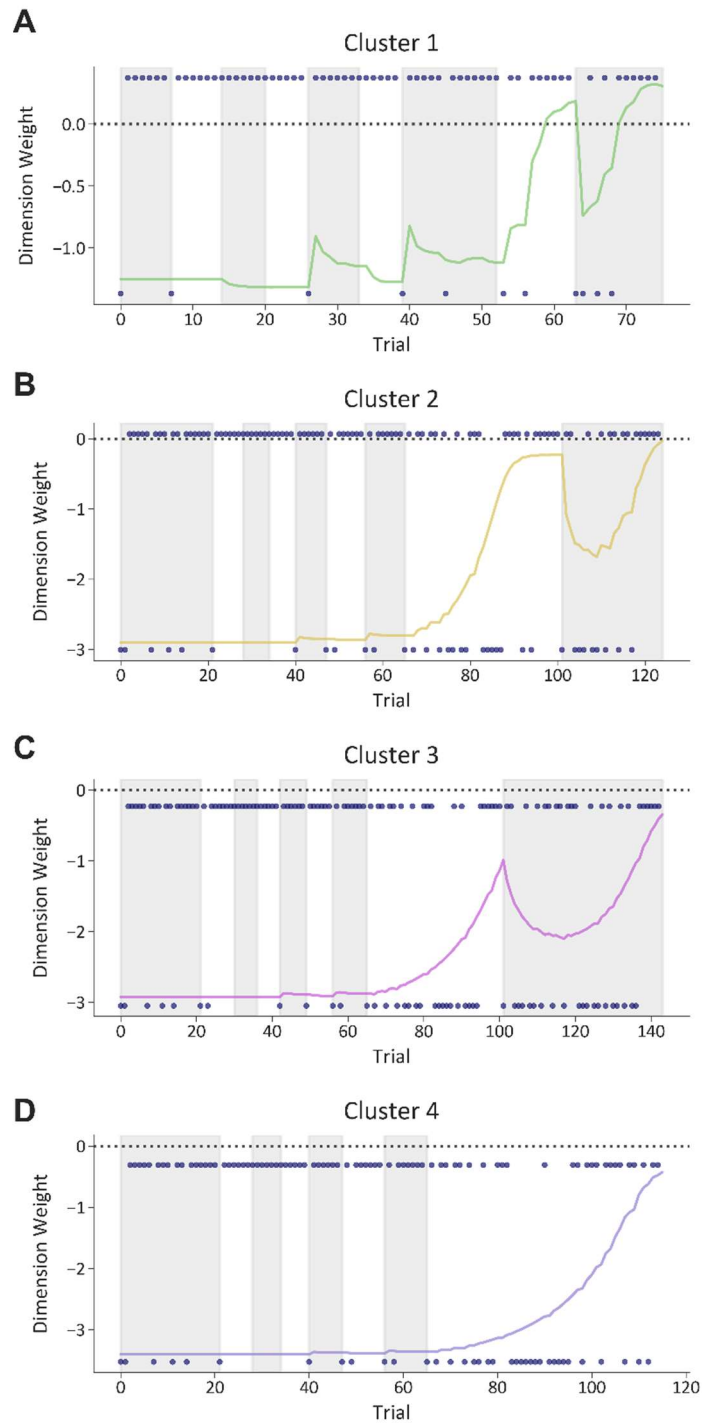 A
Cluster 1
0.0
−0.5
−1.0
Dimension Weight
0 10 20 30 40 50 60 70
Trial
B
Cluster 2
0
−1
−2
−3
Dimension Weight
0 20 40 60 80 100 120
Trial
C
Cluster 3
0
−1
−2
−3
Dimension Weight
0 20 40 60 80 100 120 140
Trial
D
Cluster 4
0
−1
−2
−3
Dimension Weight
0 20 40 60 80 100 120
Trial